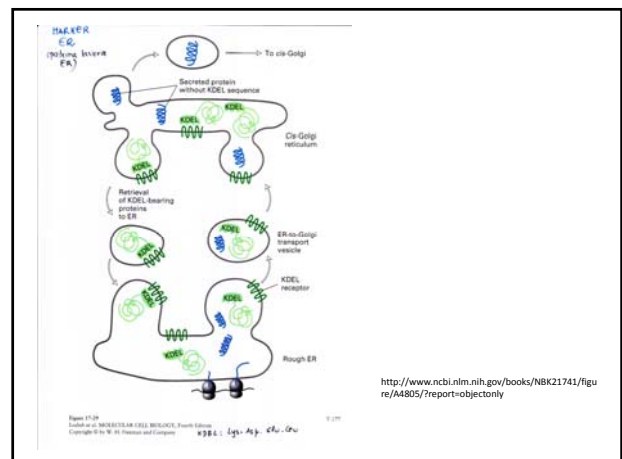 MARKER
ER
ER)
To cis-Golgi
Secreted protein
without KDEL sequence
KDEL
KDEL
KDEL
Cis-Golgi
reticulum
Retrieval
of KDEL-bearing
proteins
to ER
KDEL
KDEL
ER-to-Golgi
transport
vesicle
KDEL
KDEL
KDEL
receptor
KDEL
Rough ER
http://www.ncbi.nlm.nih.gov/books/NBK21741/figu
re/A4805/?report=objectonly
Figure 17-29
Lodish et al. MOLECULAR CELL BIOLOGY, Fourth Edition
Copyright © by W. H. Freeman and Company
KDEL: Lys. Asp. Glu. Leu